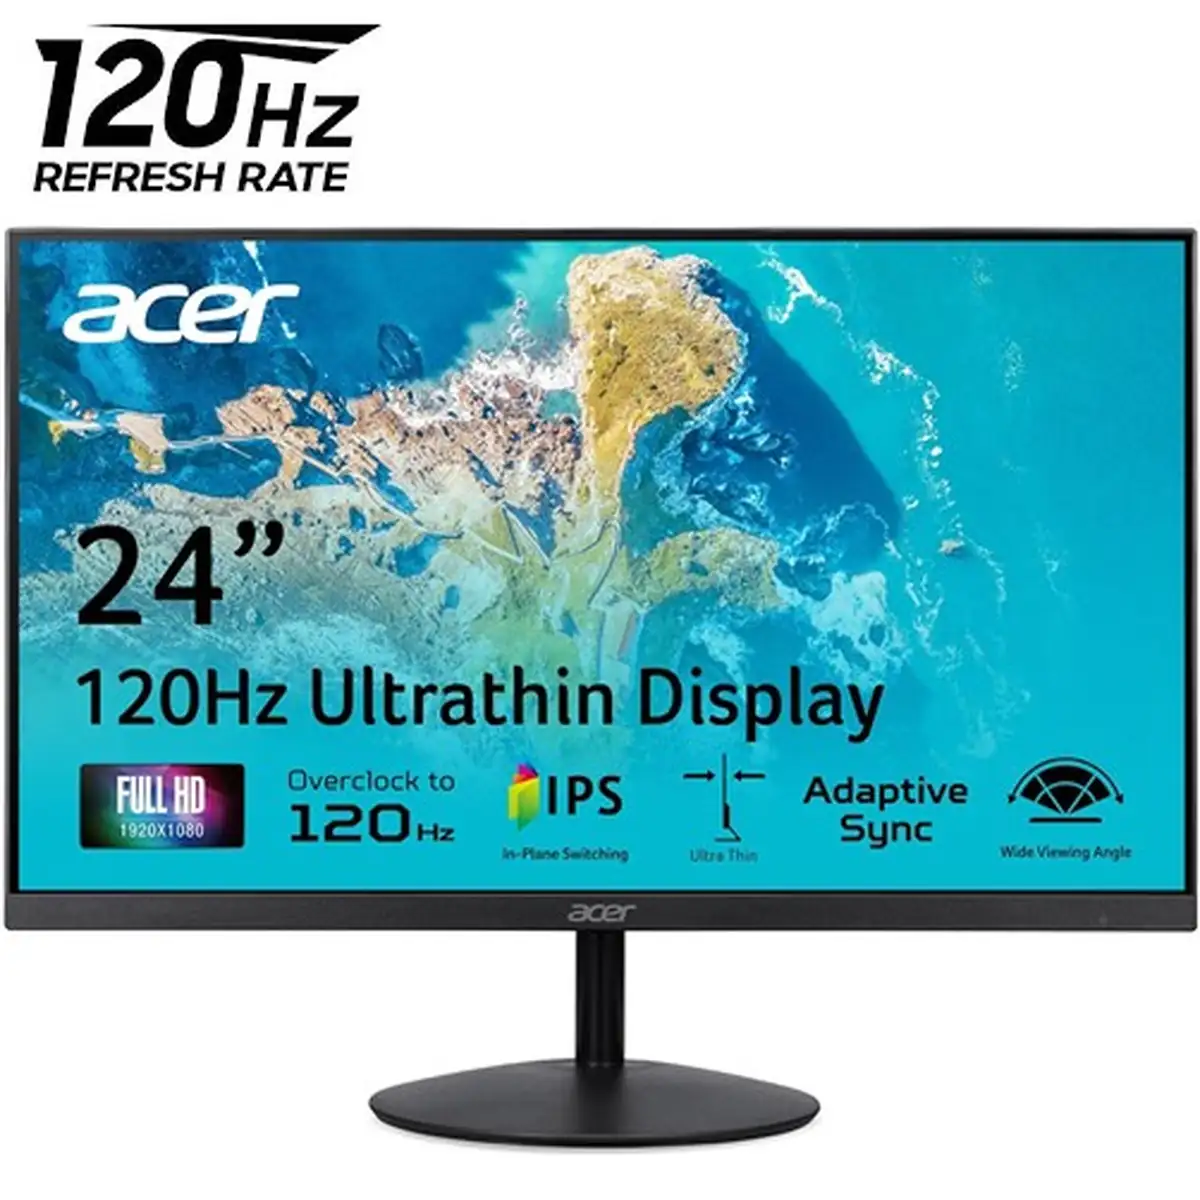 120Hz
REFRESH RATE
acer
24”
120Hz Ultrathin Display
FULL HD
1920X1080
Overclock to
120Hz
IPS
In-Plane Switching
Ultra Thin
Adaptive
Sync
Wide Viewing Angle
acer